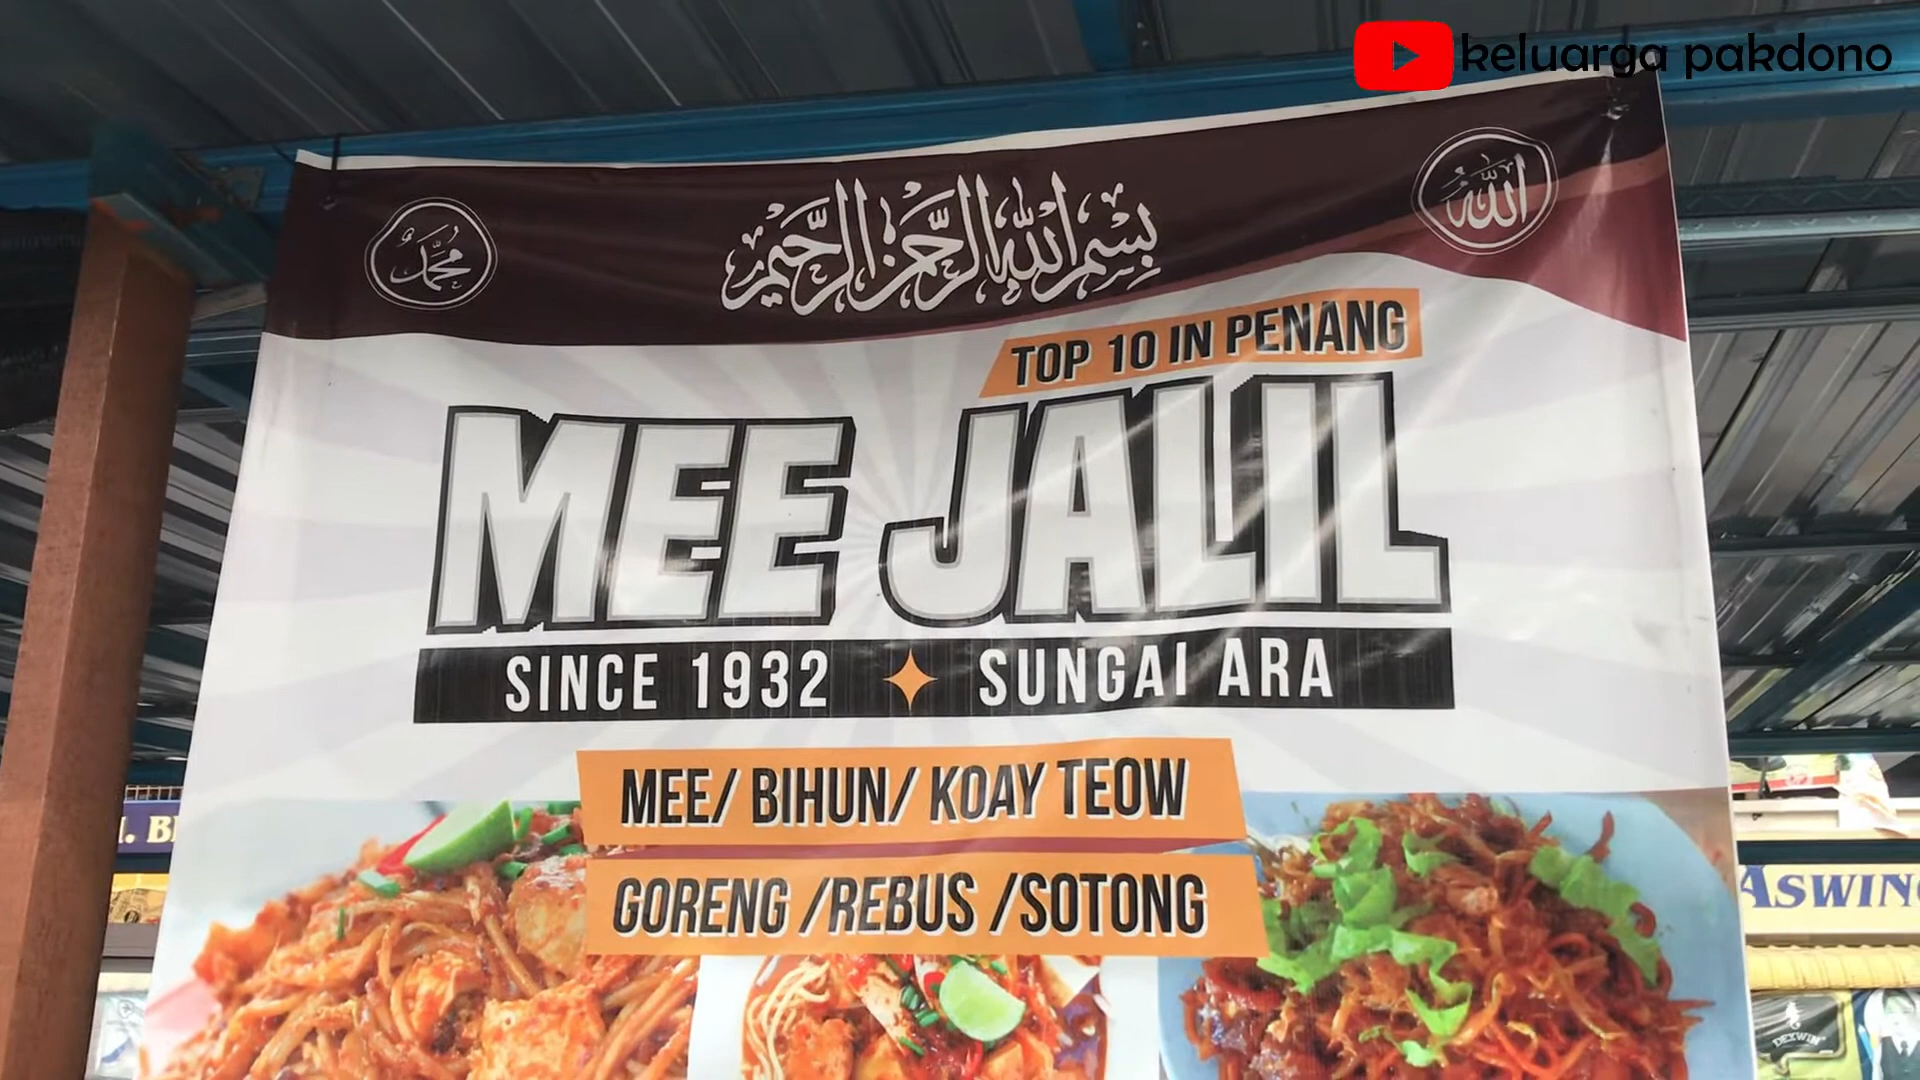 keluarga pakdono
محمد
بسم الله الرحمن الرحيم
الله
TOP 10 IN PENANG
MEE JALIL
SINCE 1932 SUNGAI ARA
MEE/ BIHUN/ KOAY TEOW
GORENG /REBUS /SOTONG
ASWIN
DEXWIN